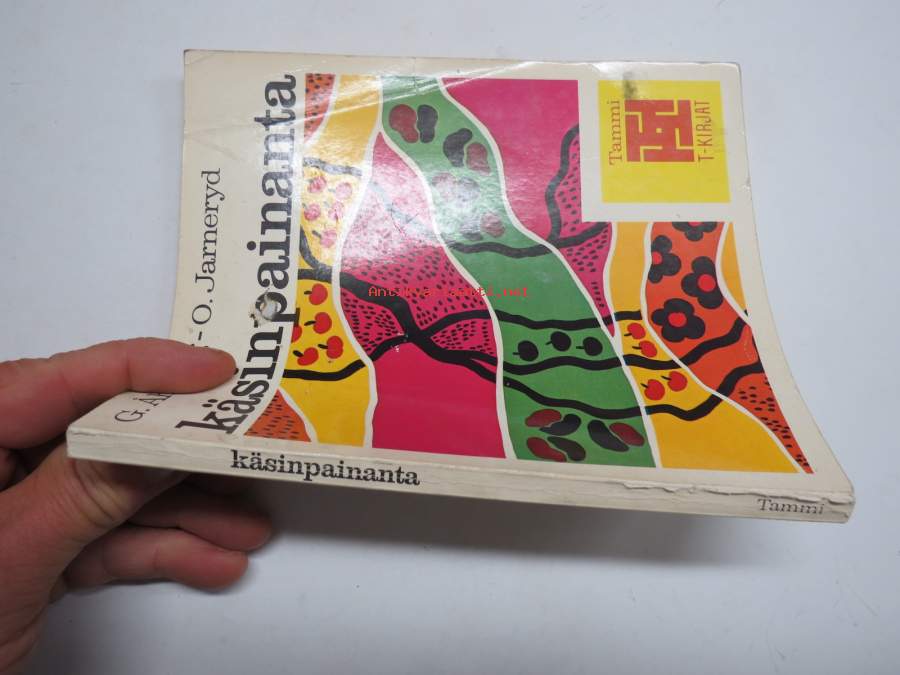 G. - O. Jarneryd
käsinpainanta
Tammi
T-KIRJAT
Antikvariaatti.net
käsinpainanta
Tammi